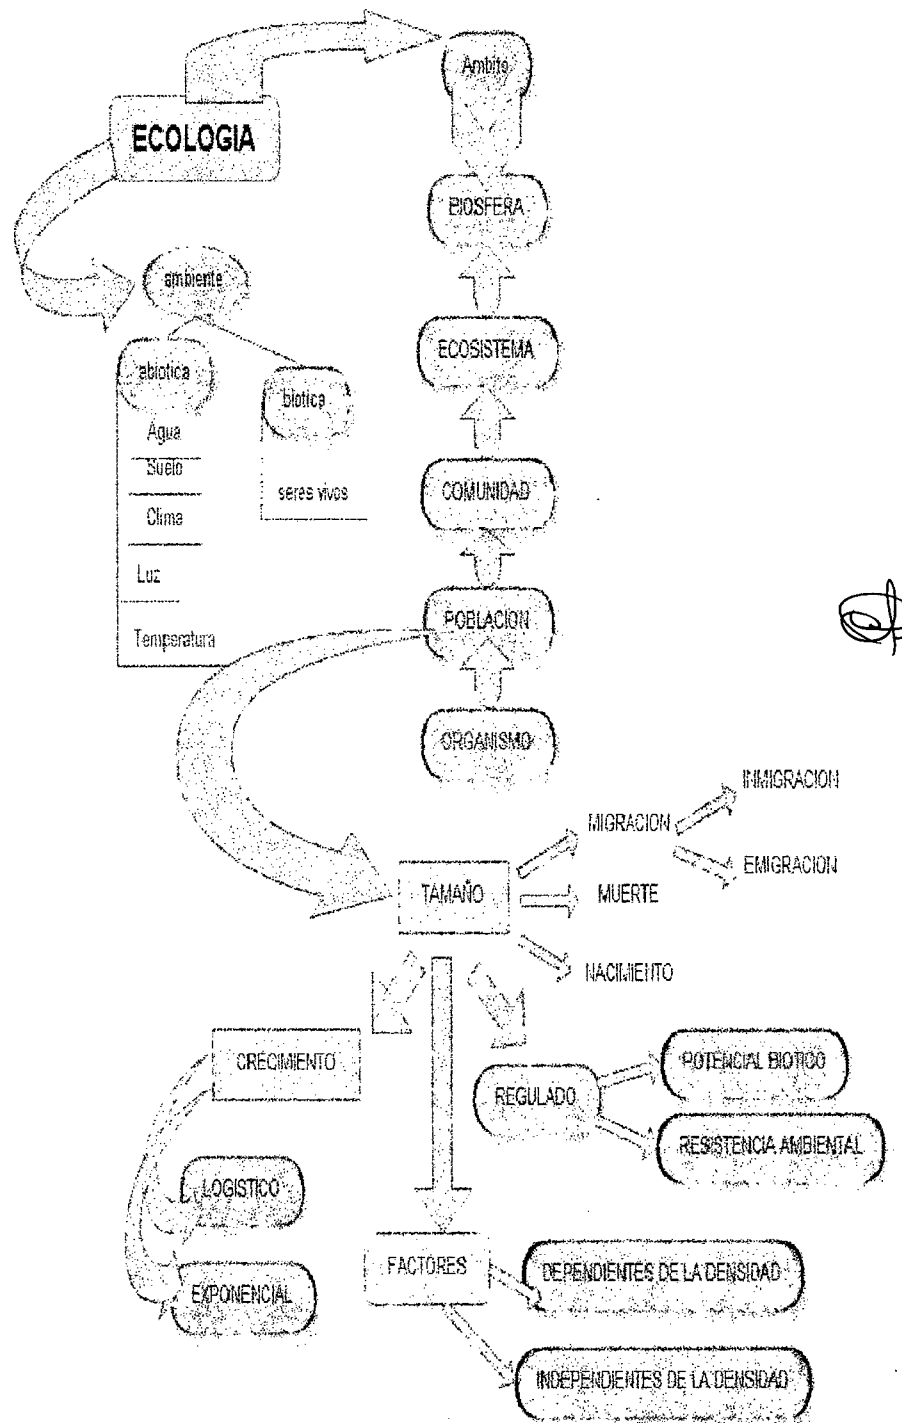 Ambito
ECOLOGIA
BIOSFERA
ambiente
ECOSISTEMA
abiotica
biotica
Agua
Suelo
Clima
Luz
Temperatura
seres vivos
COMUNIDAD
POBLACION
ORGANISMO
TAMAÑO
MIGRACION
INMIGRACION
EMIGRACION
MUERTE
NACIMIENTO
CRECIMIENTO
LOGISTICO
EXPONENCIAL
REGULADO
POTENCIAL BIOTICO
RESISTENCIA AMBIENTAL
FACTORES
DEPENDIENTES DE LA DENSIDAD
INDEPENDIENTES DE LA DENSIDAD